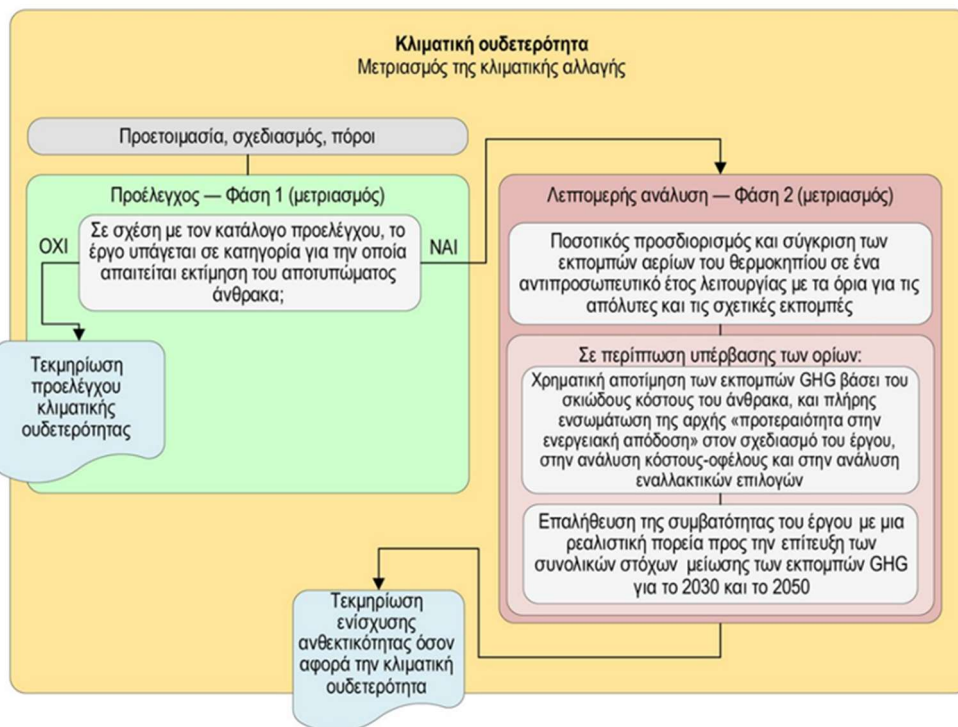 Κλιματική ουδετερότητα
Μετριασμός της κλιματικής αλλαγής
Προετοιμασία, σχεδιασμός, πόροι
Προέλεγχος — Φάση 1 (μετριασμός)
ΟΧΙ
Σε σχέση με τον κατάλογο προελέγχου, το
έργο υπάγεται σε κατηγορία για την οποία
απαιτείται εκτίμηση του αποτυπώματος
άνθρακα;
ΝΑΙ
Τεκμηρίωση
προελέγχου
κλιματικής
ουδετερότητας
Λεπτομερής ανάλυση — Φάση 2 (μετριασμός)
Ποσοτικός προσδιορισμός και σύγκριση των
εκπομπών αερίων του θερμοκηπίου σε ένα
αντιπροσωπευτικό έτος λειτουργίας με τα όρια για τις
απόλυτες και τις σχετικές εκπομπές
Σε περίπτωση υπέρβασης των ορίων:
Χρηματική αποτίμηση των εκπομπών GHG βάσει του
σκιώδους κόστους του άνθρακα, και πλήρης
ενσωμάτωση της αρχής «προτεραιότητα στην
ενεργειακή απόδοση» στον σχεδιασμό του έργου,
στην ανάλυση κόστους-οφέλους και στην ανάλυση
εναλλακτικών επιλογών
Επαλήθευση της συμβατότητας του έργου με μια
ρεαλιστική πορεία προς την επίτευξη των
συνολικών στόχων μείωσης των εκπομπών GHG
για το 2030 και το 2050
Τεκμηρίωση
ενίσχυσης
ανθεκτικότητας όσον
αφορά την κλιματική
ουδετερότητα